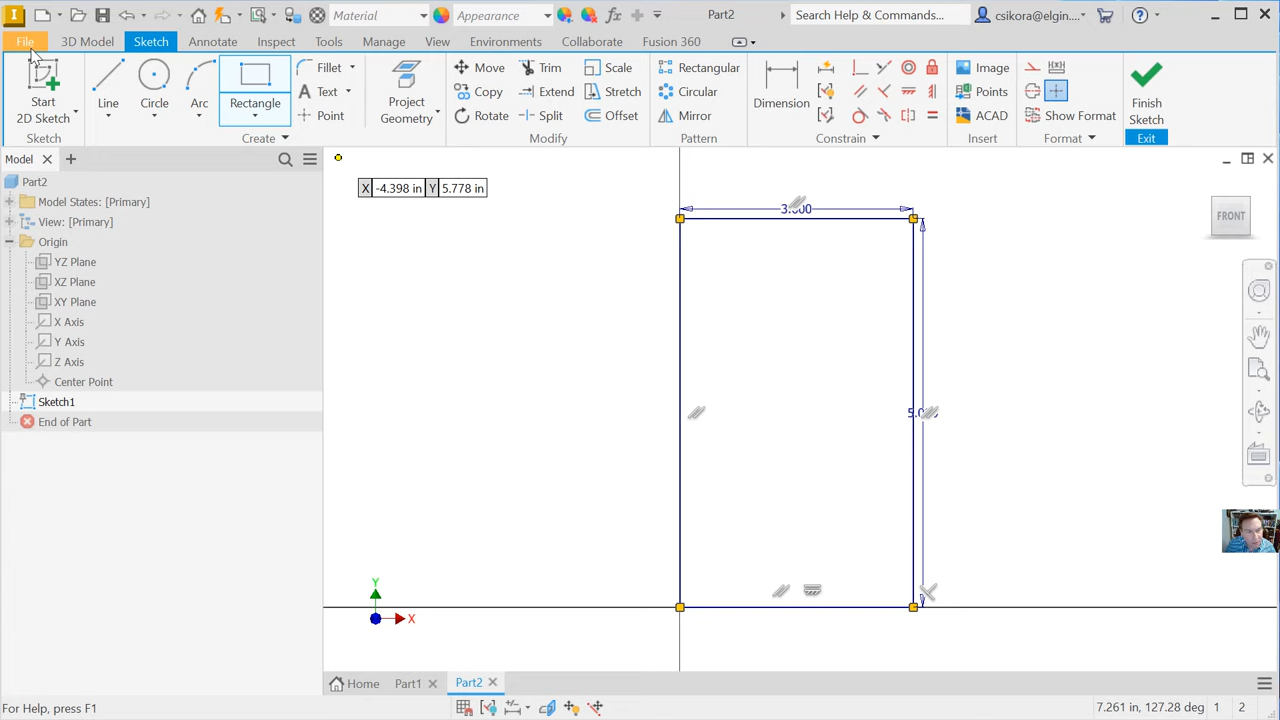 Material
Appearance
Part2
Search Help & Commands...
csikora@elgin....
File
3D Model
Sketch
Annotate
Inspect
Tools
Manage
View
Environments
Collaborate
Fusion 360
Start
2D Sketch
Line
Circle
Arc
Rectangle
Fillet
Text
Point
Project
Geometry
Move
Copy
Rotate
Trim
Extend
Split
Scale
Stretch
Offset
Rectangular
Circular
Mirror
Dimension
Image
Points
ACAD
Show Format
Finish
Sketch
Sketch
Create
Modify
Pattern
Constrain
Insert
Format
Exit
Model
Part2
Model States: [Primary]
View: [Primary]
Origin
YZ Plane
XZ Plane
XY Plane
X Axis
Y Axis
Z Axis
Center Point
Sketch1
End of Part
X -4.398 in Y 5.778 in
FRONT
Y
X
Home
Part1
Part2
For Help, press F1
7.261 in, 127.28 deg
1
2